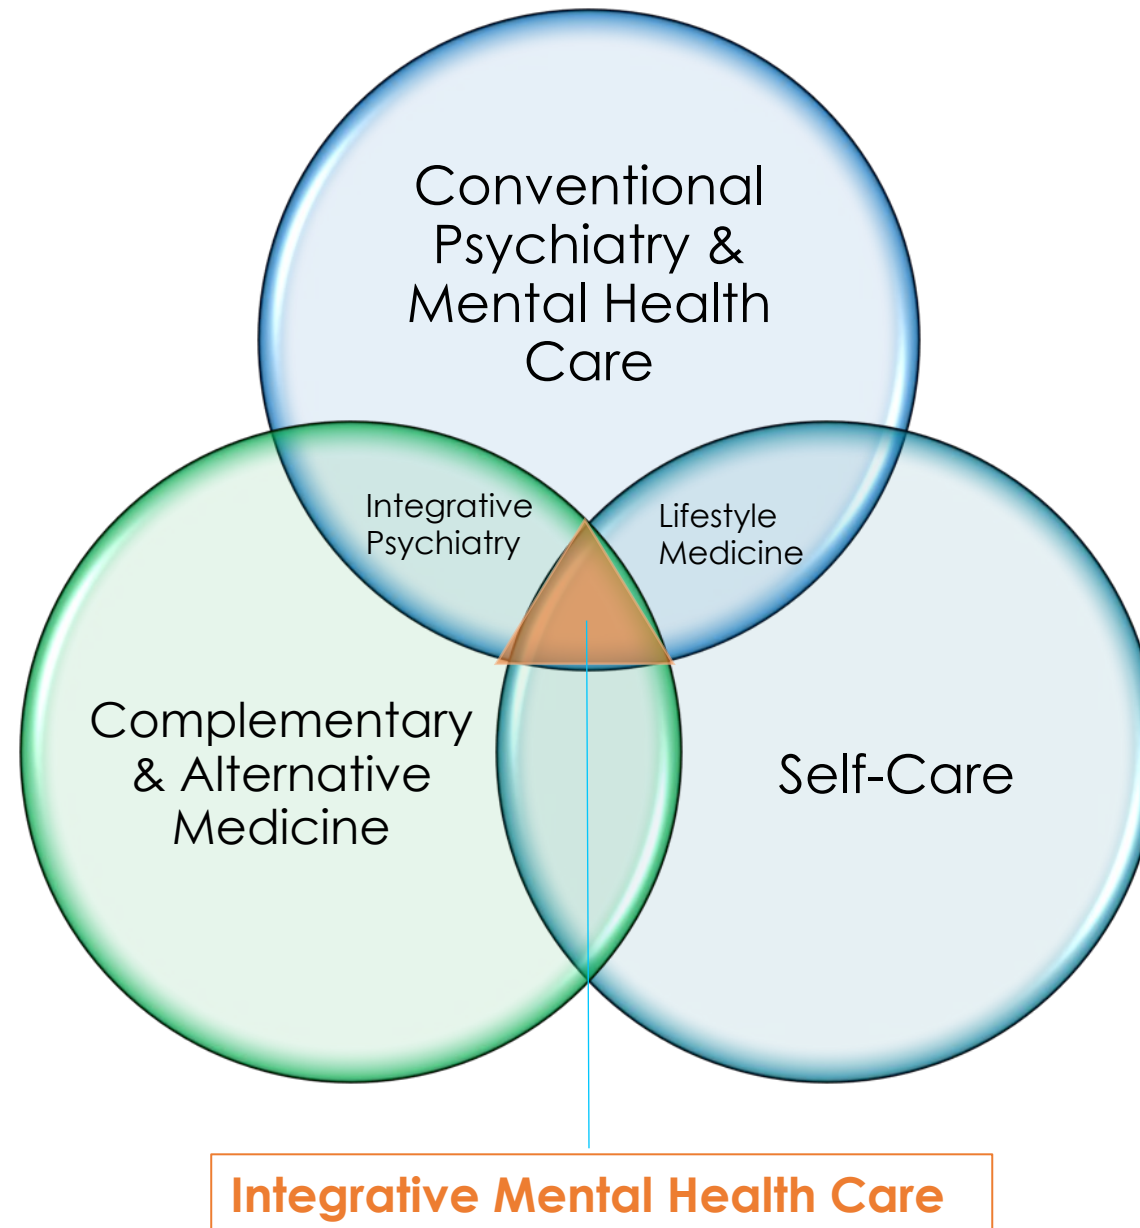 Conventional
Psychiatry &
Mental Health
Care
Integrative
Psychiatry
Lifestyle
Medicine
Complementary
& Alternative
Medicine
Self-Care
Integrative Mental Health Care